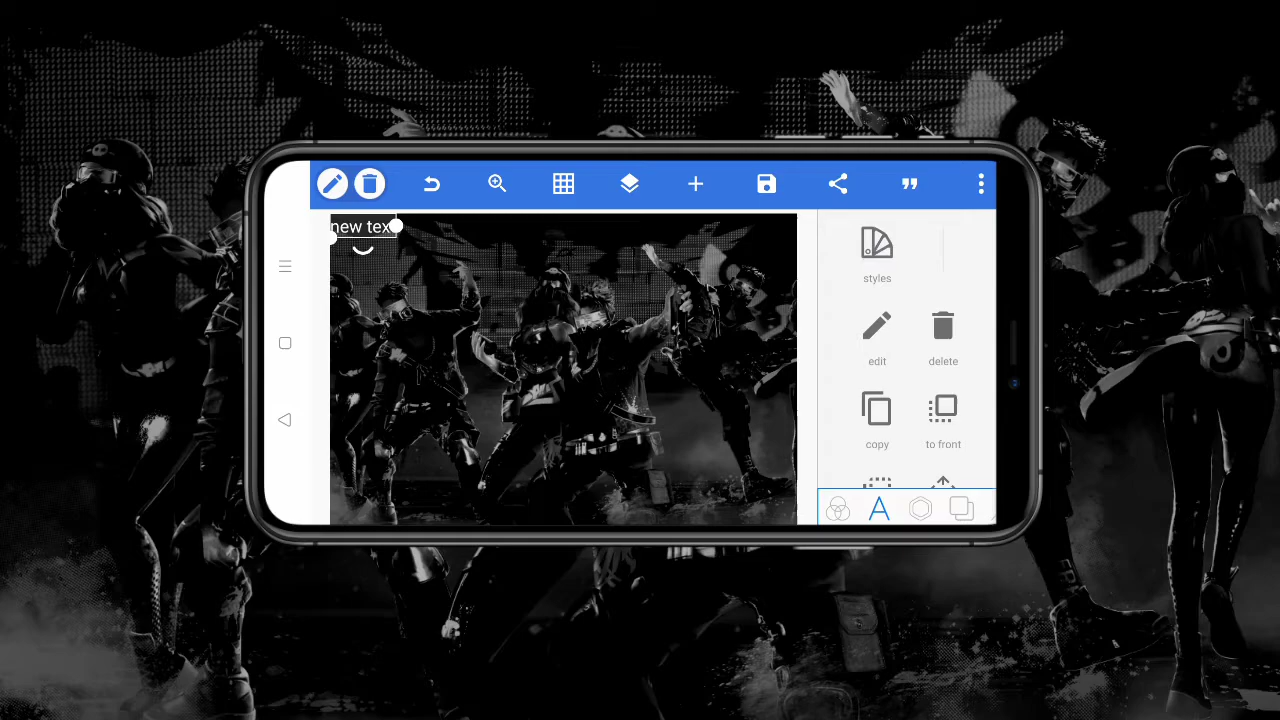 new tex
styles
edit
delete
copy
to front